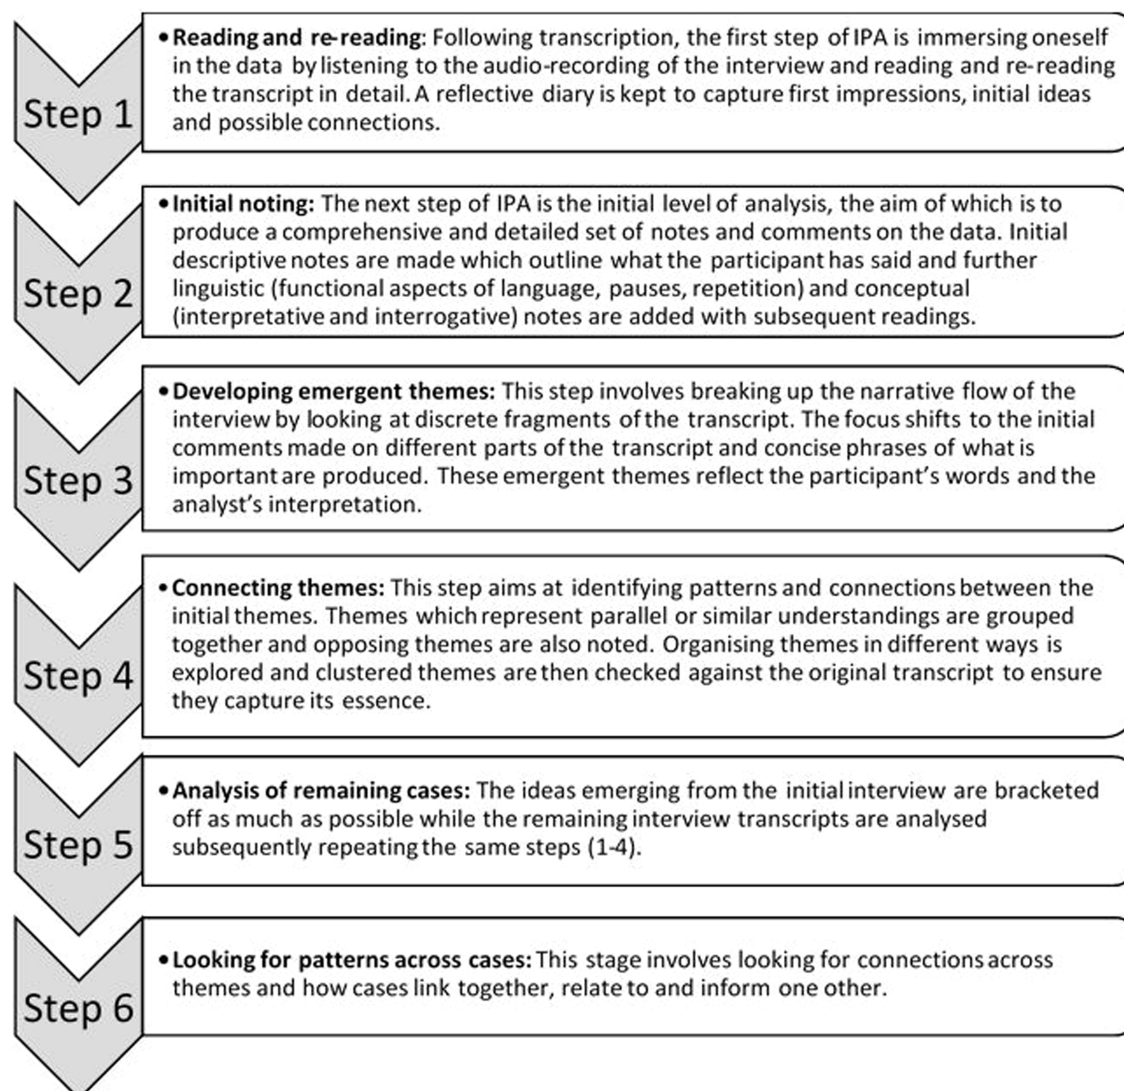 Step 1
• Reading and re-reading: Following transcription, the first step of IPA is immersing oneself
in the data by listening to the audio-recording of the interview and reading and re-reading
the transcript in detail. A reflective diary is kept to capture first impressions, initial ideas
and possible connections.
Step 2
• Initial noting: The next step of IPA is the initial level of analysis, the aim of which is to
produce a comprehensive and detailed set of notes and comments on the data. Initial
descriptive notes are made which outline what the participant has said and further
linguistic (functional aspects of language, pauses, repetition) and conceptual
(interpretative and interrogative) notes are added with subsequent readings.
Step 3
• Developing emergent themes: This step involves breaking up the narrative flow of the
interview by looking at discrete fragments of the transcript. The focus shifts to the initial
comments made on different parts of the transcript and concise phrases of what is
important are produced. These emergent themes reflect the participant's words and the
analyst's interpretation.
Step 4
• Connecting themes: This step aims at identifying patterns and connections between the
initial themes. Themes which represent parallel or similar understandings are grouped
together and opposing themes are also noted. Organising themes in different ways is
explored and clustered themes are then checked against the original transcript to ensure
they capture its essence.
Step 5
• Analysis of remaining cases: The ideas emerging from the initial interview are bracketed
off as much as possible while the remaining interview transcripts are analysed
subsequently repeating the same steps (1-4).
Step 6
• Looking for patterns across cases: This stage involves looking for connections across
themes and how cases link together, relate to and inform one other.